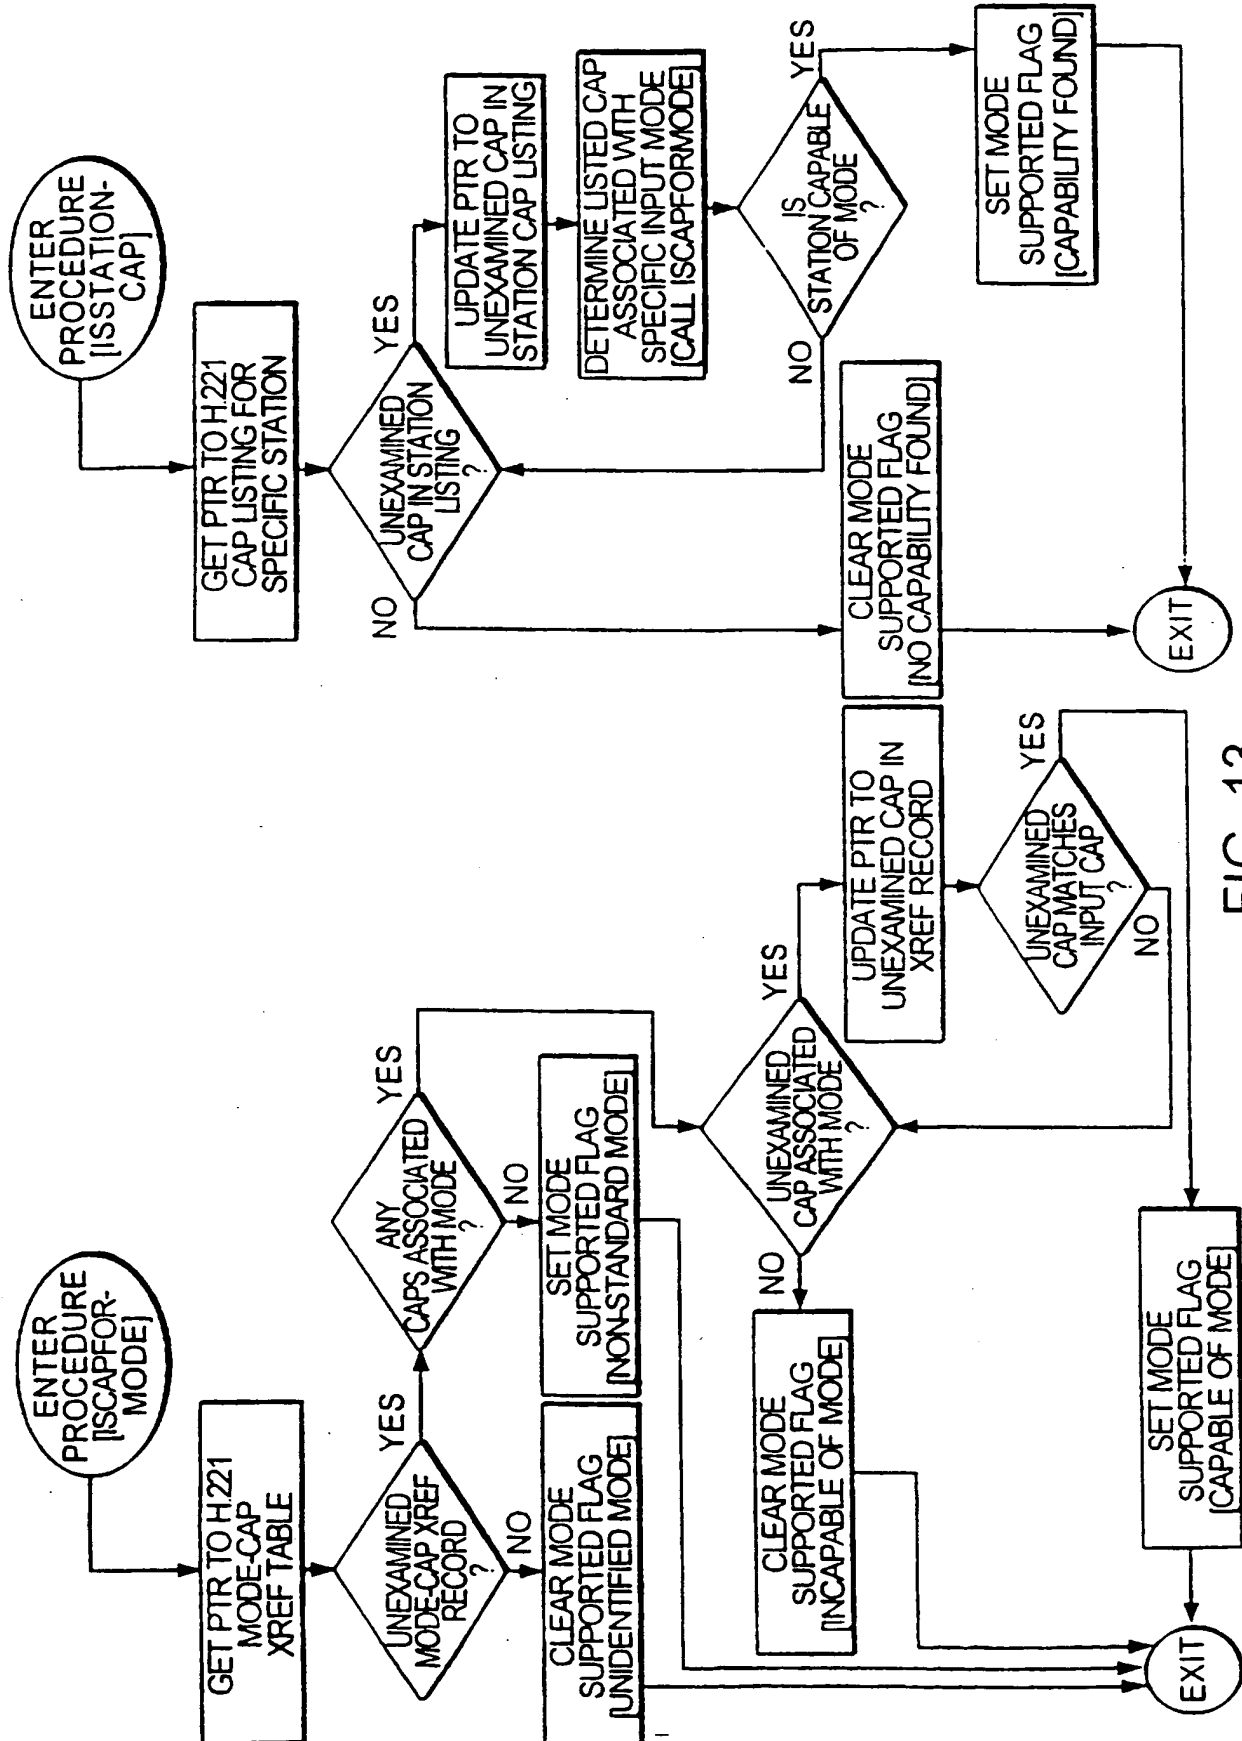 ENTER
PROCEDURE
[ISCAPFOR-
MODE]
GET PTR TO H.221
MODE-CAP
XREF TABLE
UNEXAMINED
MODE-CAP XREF
RECORD
?
YES
NO
CLEAR MODE
SUPPORTED FLAG
[UNIDENTIFIED MODE]
ANY
CAPS ASSOCIATED
WITH MODE
?
YES
NO
SET MODE
SUPPORTED FLAG
[NON-STANDARD MODE]
UNEXAMINED
CAP ASSOCIATED
WITH MODE
?
YES
NO
CLEAR MODE
SUPPORTED FLAG
[INCAPABLE OF MODE]
UPDATE PTR TO
UNEXAMINED CAP IN
XREF RECORD
UNEXAMINED
CAP MATCHES
INPUT CAP
?
YES
NO
SET MODE
SUPPORTED FLAG
[CAPABLE OF MODE]
EXIT
ENTER
PROCEDURE
[ISSTATION-
CAP]
GET PTR TO H.221
CAP LISTING FOR
SPECIFIC STATION
UNEXAMINED
CAP IN STATION
LISTING
?
YES
NO
UPDATE PTR TO
UNEXAMINED CAP IN
STATION CAP LISTING
DETERMINE LISTED CAP
ASSOCIATED WITH
SPECIFIC INPUT MODE
[CALL ISCAPFORMODE]
IS
STATION CAPABLE
OF MODE
?
YES
NO
SET MODE
SUPPORTED FLAG
[CAPABILITY FOUND]
CLEAR MODE
SUPPORTED FLAG
[NO CAPABILITY FOUND]
EXIT
FIG. 13